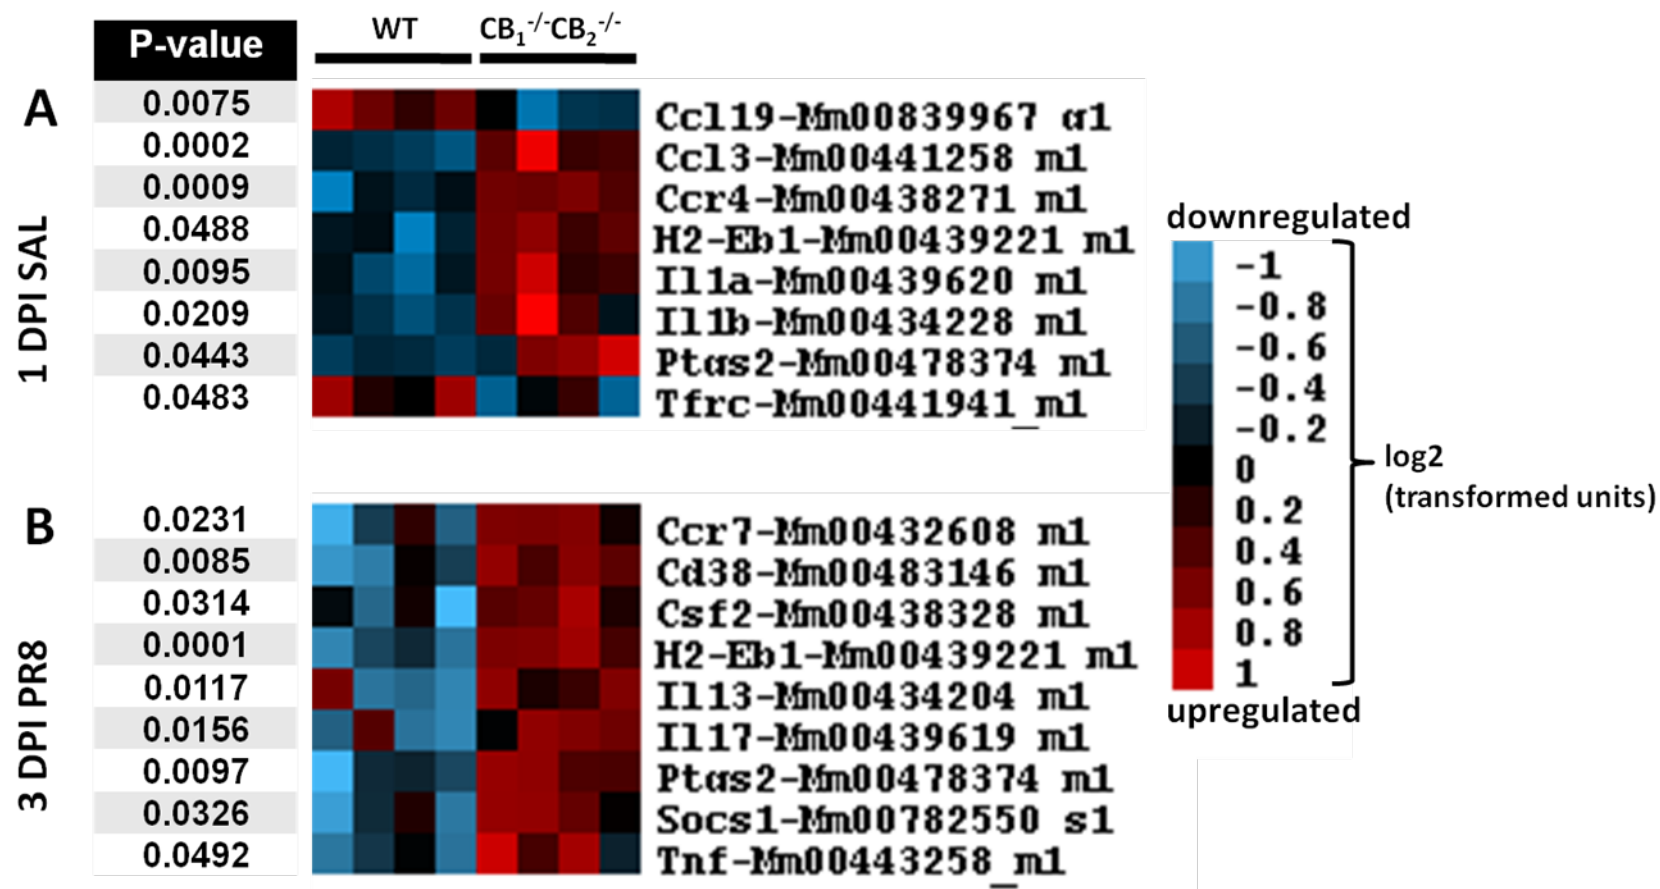 P-value
WT CB1-/-CB2-/-
A
1 DPI SAL
0.0075 Ccl19-Mm00839967 g1
0.0002 Ccl3-Mm00441258 m1
0.0009 Ccr4-Mm00438271 m1
0.0488 H2-Eb1-Mm00439221 m1
0.0095 Il1a-Mm00439620 m1
0.0209 Il1b-Mm00434228 m1
0.0443 Ptgs2-Mm00478374 m1
0.0483 Tfrc-Mm00441941_m1
B
3 DPI PR8
0.0231 Ccr7-Mm00432608 m1
0.0085 Cd38-Mm00483146 m1
0.0314 Csf2-Mm00438328 m1
0.0001 H2-Eb1-Mm00439221 m1
0.0117 Il13-Mm00434204 m1
0.0156 Il17-Mm00439619 m1
0.0097 Ptgs2-Mm00478374 m1
0.0326 Socs1-Mm00782550 s1
0.0492 Tnf-Mm00443258_m1
downregulated
-1
-0.8
-0.6
-0.4
-0.2
0
0.2
0.4
0.6
0.8
1
upregulated
log2
(transformed units)